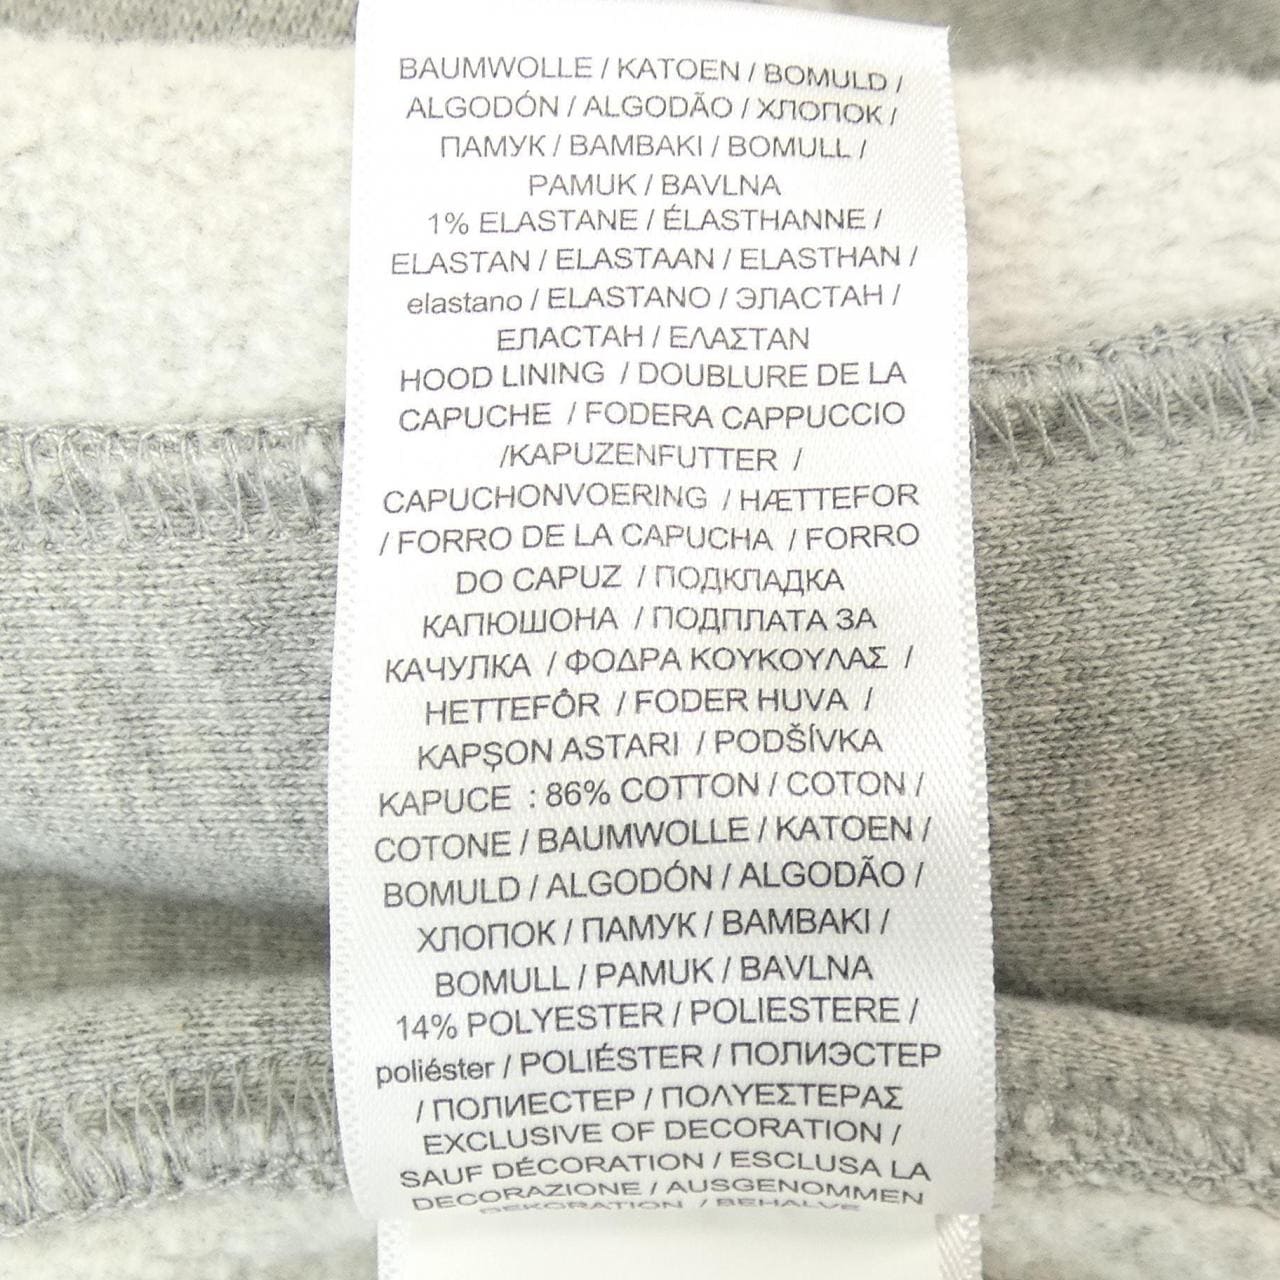 BAUMWOLLE / KATOEN / BOMULD /
ALGODÓN / ALGODÃO / ХЛОПОК /
ПАМУК / BAMBAKI / BOMULL /
PAMUK / BAVLNA
1% ELASTANE / ÉLASTHANNE /
ELASTAN / ELASTAAN / ELASTHAN /
elastano / ELASTANO / ЭЛАСТАН /
ЕЛАСТАН / ΕΛΑΣΤΑΝ
HOOD LINING / DOUBLURE DE LA
CAPUCHE / FODERA CAPPUCCIO
/KAPUZENFUTTER /
CAPUCHONVOERING / HÆTTEFOR
/ FORRO DE LA CAPUCHA / FORRO
DO CAPUZ / ПОДКЛАДКА
КАПЮШОНА / ПОДПЛАТА ЗА
КАЧУЛКА / ΦΟΔΡΑ ΚΟΥΚΟΥΛΑΣ /
HETTEFÔR / FODER HUVA /
KAPŞON ASTARI / PODŠÍVKA
KAPUCE : 86% COTTON / COTON /
COTONE / BAUMWOLLE / KATOEN /
BOMULD / ALGODÓN / ALGODÃO /
ХЛОПОК / ПАМУК / BAMBAKI /
BOMULL / PAMUK / BAVLNA
14% POLYESTER / POLIESTERE /
poliéster / POLIÉSTER / ПОЛИЭСТЕР
/ ПОЛИЕСТЕР / ΠΟΛΥΕΣΤΕΡΑΣ
EXCLUSIVE OF DECORATION /
SAUF DÉCORATION / ESCLUSA LA
DECORAZIONE / AUSGENOMMEN
DEKORATION / BEHALVE